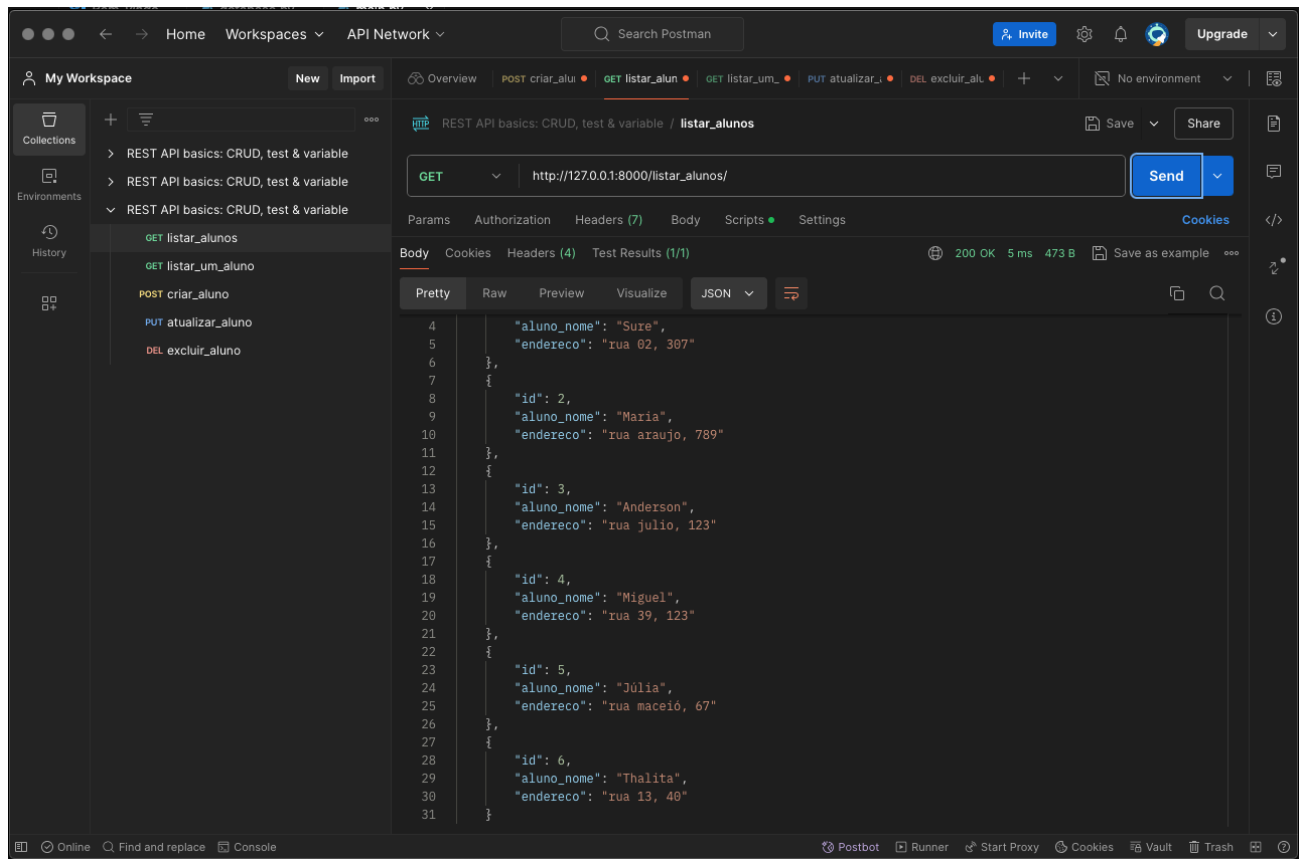 Home Workspaces API Network Search Postman Invite Upgrade
My Workspace New Import Overview POST criar_alu GET listar_alun GET listar_um_ PUT atualizar_ DEL excluir_alu No environment
Collections
Environments
History
REST API basics: CRUD, test & variable
REST API basics: CRUD, test & variable
REST API basics: CRUD, test & variable
GET listar_alunos
GET listar_um_aluno
POST criar_aluno
PUT atualizar_aluno
DEL excluir_aluno
HTTP REST API basics: CRUD, test & variable / listar_alunos Save Share
GET http://127.0.0.1:8000/listar_alunos/ Send
Params Authorization Headers (7) Body Scripts Settings Cookies
Body Cookies Headers (4) Test Results (1/1) 200 OK 5 ms 473 B Save as example
Pretty Raw Preview Visualize JSON
4 "aluno_nome": "Sure",
5 "endereco": "rua 02, 307"
6 },
7 {
8 "id": 2,
9 "aluno_nome": "Maria",
10 "endereco": "rua araujo, 789"
11 },
12 {
13 "id": 3,
14 "aluno_nome": "Anderson",
15 "endereco": "rua julio, 123"
16 },
17 {
18 "id": 4,
19 "aluno_nome": "Miguel",
20 "endereco": "rua 39, 123"
21 },
22 {
23 "id": 5,
24 "aluno_nome": "Júlia",
25 "endereco": "rua maceió, 67"
26 },
27 {
28 "id": 6,
29 "aluno_nome": "Thalita",
30 "endereco": "rua 13, 40"
31 }
Online Find and replace Console Postbot Runner Start Proxy Cookies Vault Trash